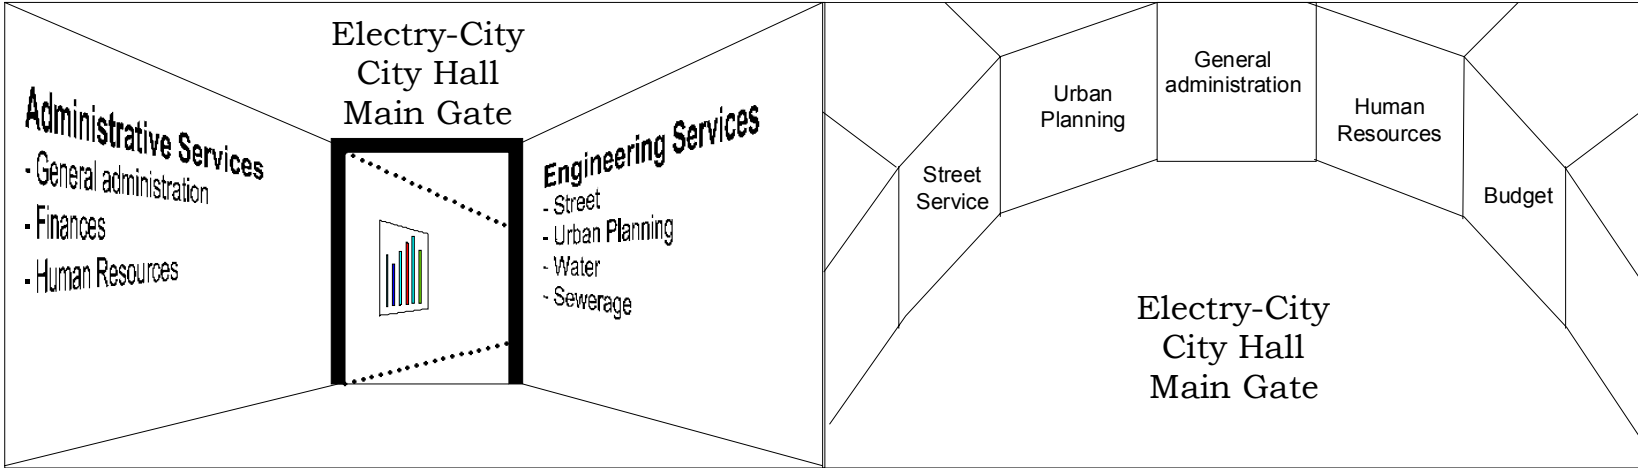 Electry-City
City Hall
Main Gate
Administrative Services
- General administration
- Finances
- Human Resources
Engineering Services
- Street
- Urban Planning
- Water
- Sewerage
Street
Service
Urban
Planning
General
administration
Human
Resources
Budget
Electry-City
City Hall
Main Gate